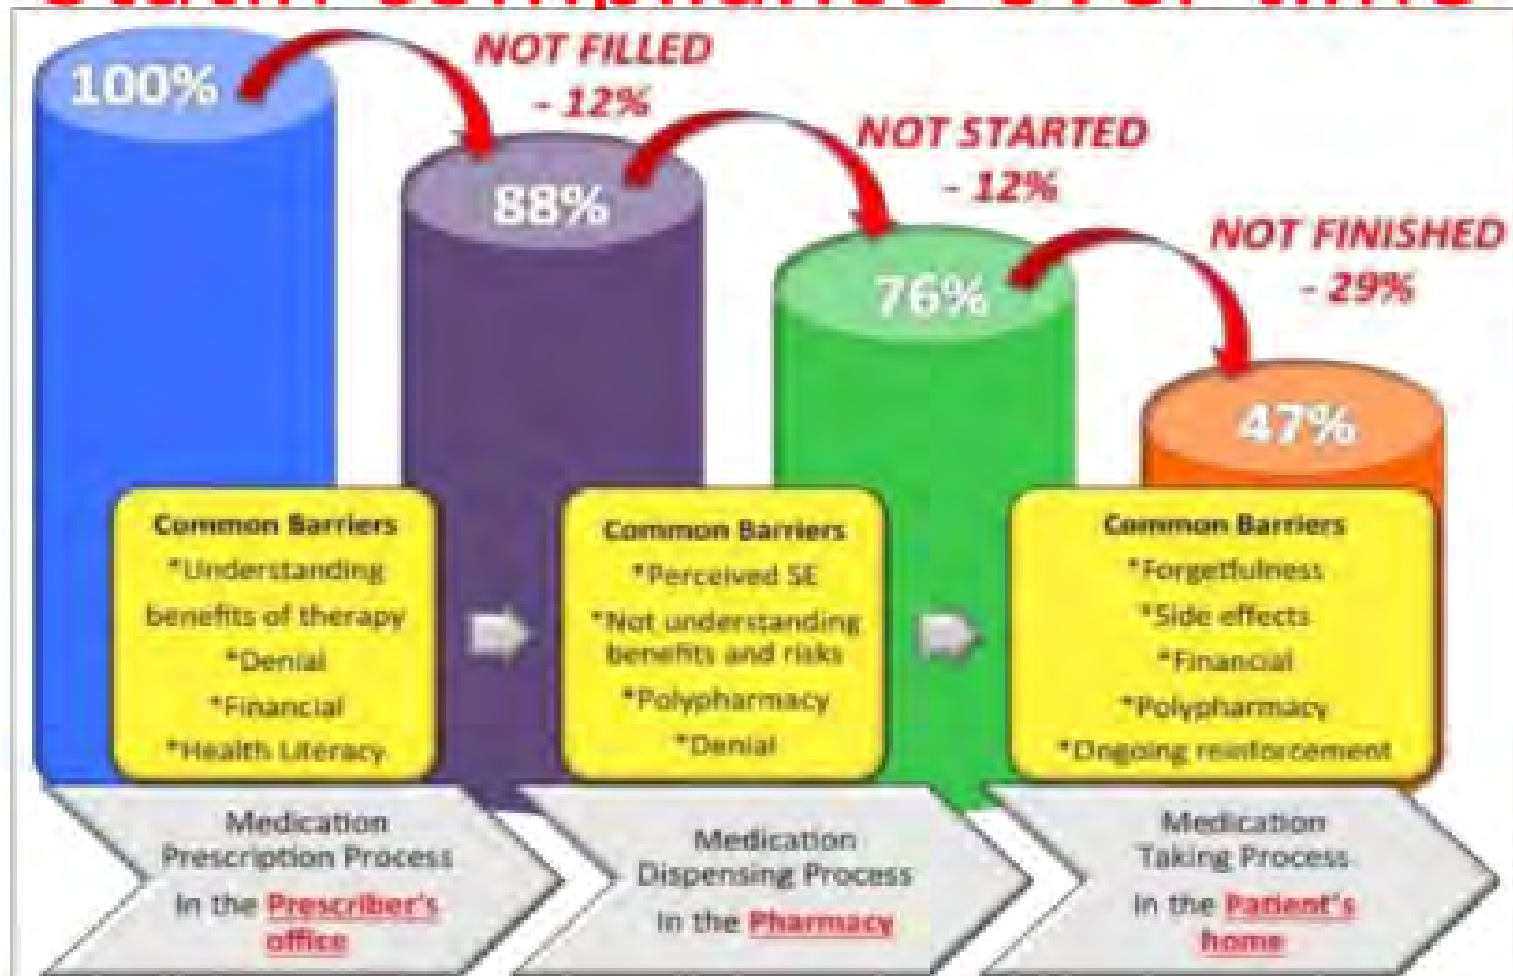 100%
NOT FILLED
- 12%
88%
NOT STARTED
- 12%
76%
NOT FINISHED
- 29%
47%
Common Barriers
*Understanding
benefits of therapy
*Denial
*Financial
*Health Literacy
Common Barriers
*Perceived SE
*Not understanding
benefits and risks
*Polypharmacy
*Denial
Common Barriers
*Forgetfulness
*Side effects
*Financial
*Polypharmacy
*Ongoing reinforcement
Medication
Prescription Process
In the Prescriber's
office
Medication
Dispensing Process
In the Pharmacy
Medication
Taking Process
In the Patient's
home